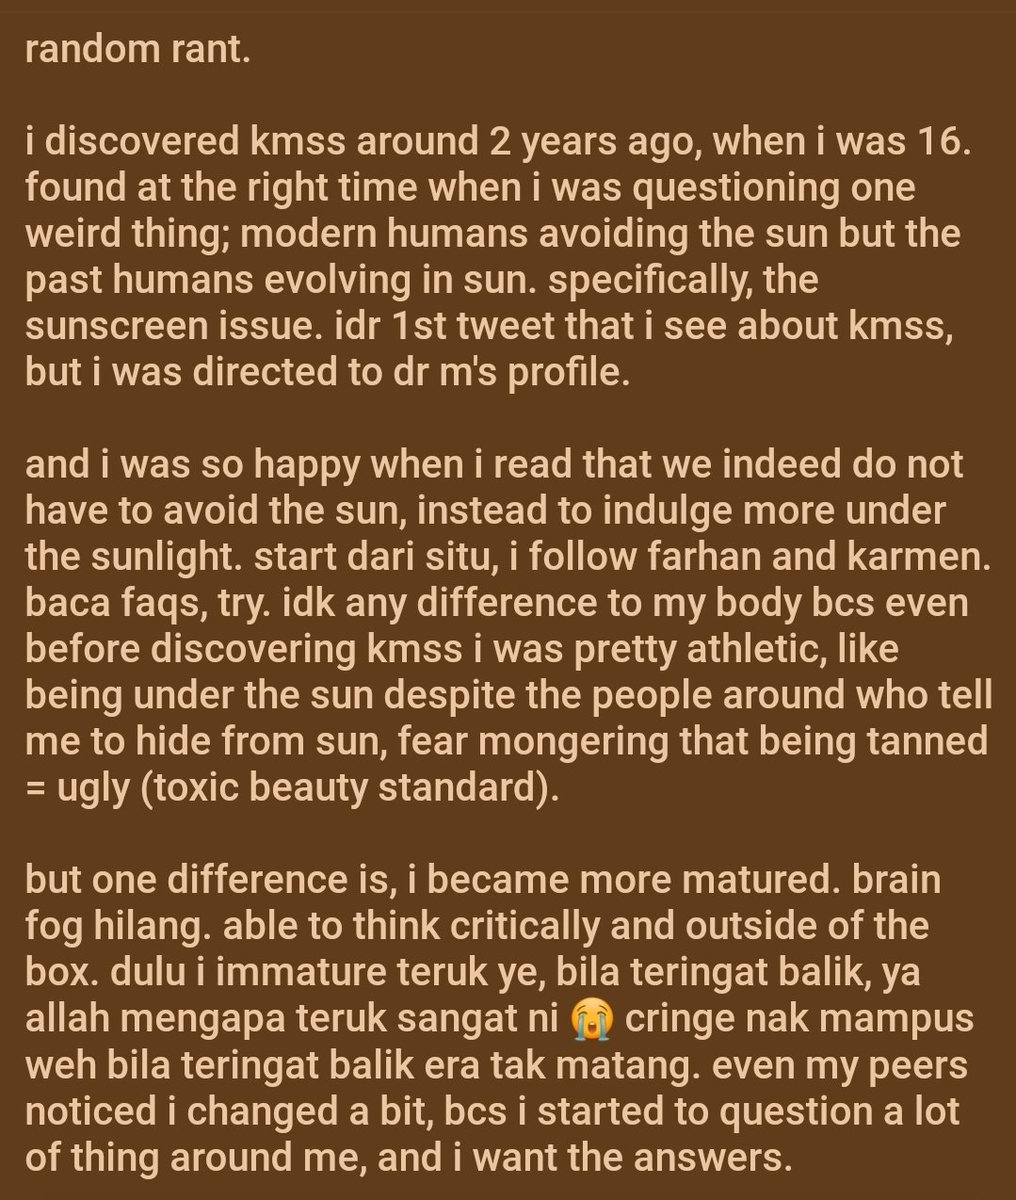 random rant.
i discovered kmss around 2 years ago, when i was 16.
found at the right time when i was questioning one
weird thing; modern humans avoiding the sun but the
past humans evolving in sun. specifically, the
sunscreen issue. idr 1st tweet that i see about kmss,
but i was directed to dr m's profile.
and i was so happy when i read that we indeed do not
have to avoid the sun, instead to indulge more under
the sunlight. start dari situ, i follow farhan and karmen.
baca faqs, try. idk any difference to my body bcs even
before discovering kmss i was pretty athletic, like
being under the sun despite the people around who tell
me to hide from sun, fear mongering that being tanned
= ugly (toxic beauty standard).
but one difference is, i became more matured. brain
fog hilang. able to think critically and outside of the
box. dulu i immature teruk ye, bila teringat balik, ya
allah mengapa teruk sangat ni 😭 cringe nak mampus
weh bila teringat balik era tak matang. even my peers
noticed i changed a bit, bcs i started to question a lot
of thing around me, and i want the answers.